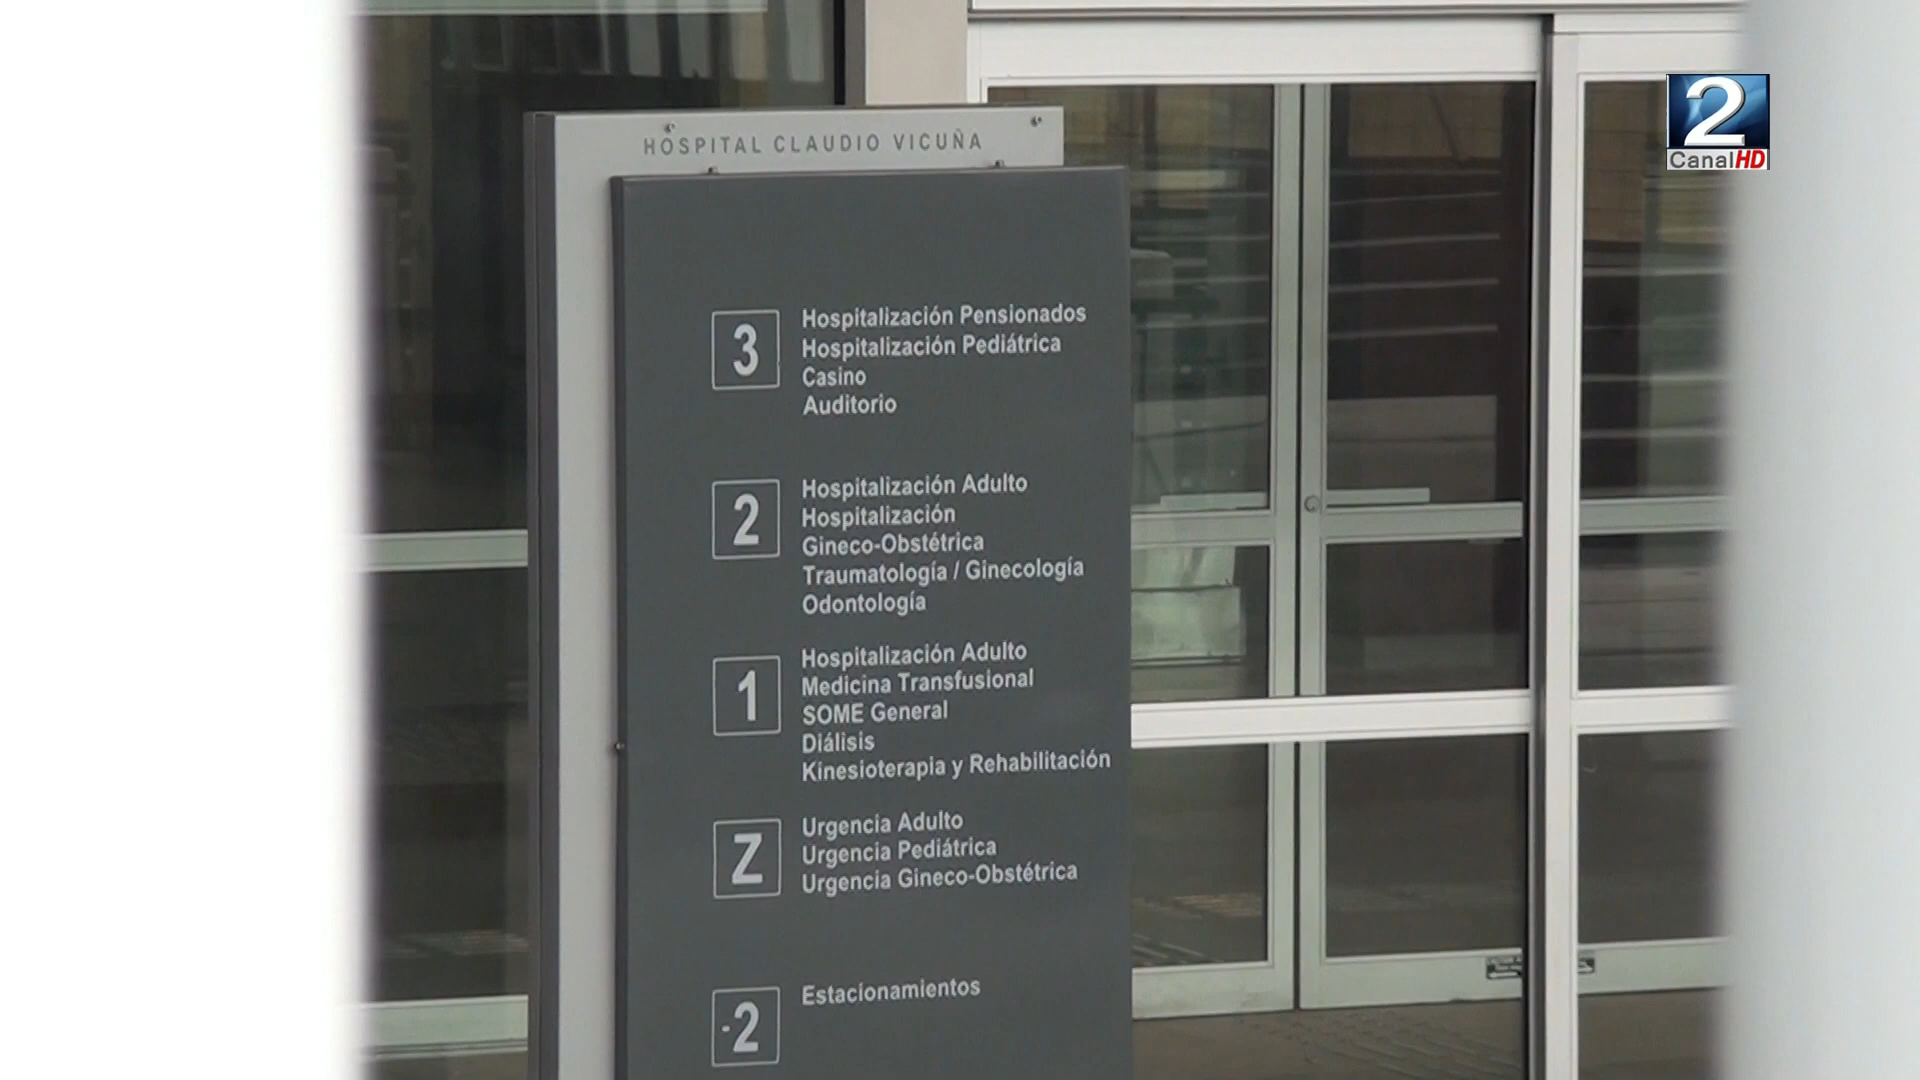 2
CanalHD
HOSPITAL CLAUDIO VICUÑA
3
Hospitalización Pensionados
Hospitalización Pediátrica
Casino
Auditorio
2
Hospitalización Adulto
Hospitalización
Gineco-Obstétrica
Traumatología / Ginecología
Odontología
1
Hospitalización Adulto
Medicina Transfusional
SOME General
Diálisis
Kinesioterapia y Rehabilitación
Z
Urgencia Adulto
Urgencia Pediátrica
Urgencia Gineco-Obstétrica
-2
Estacionamientos